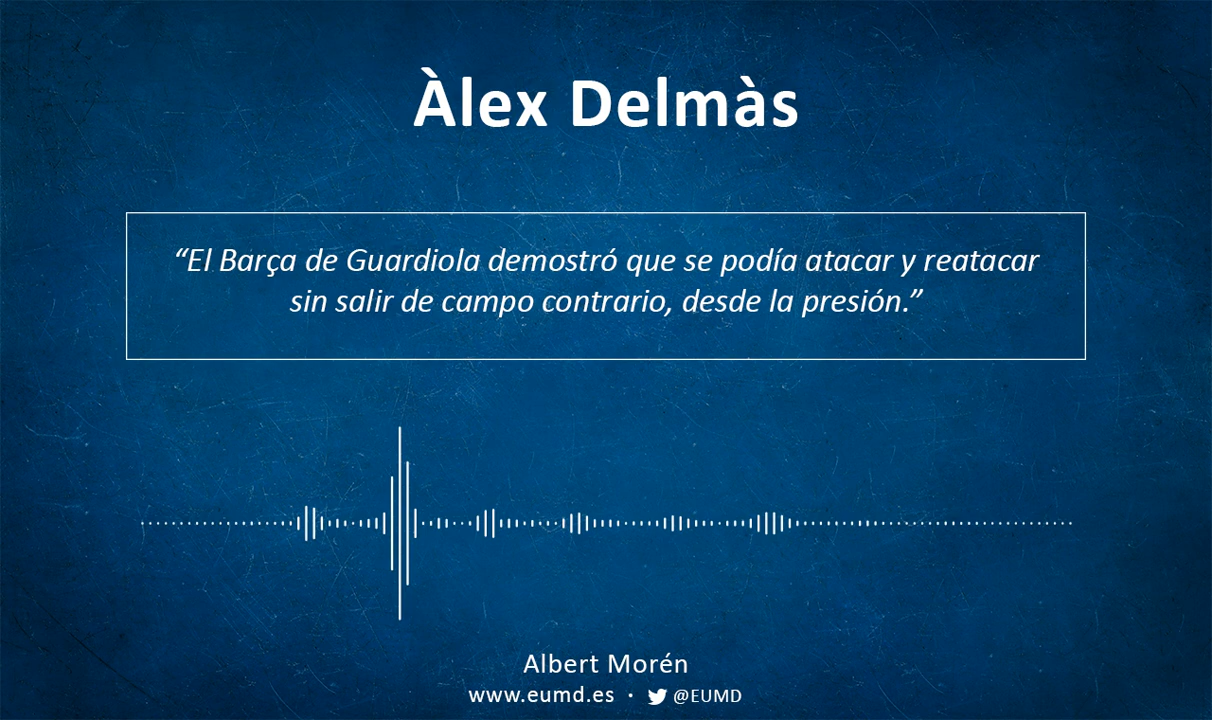 Àlex Delmàs
“El Barça de Guardiola demostró que se podía atacar y reatacar
sin salir de campo contrario, desde la presión.”
Albert Morén
www.eumd.es · @EUMD